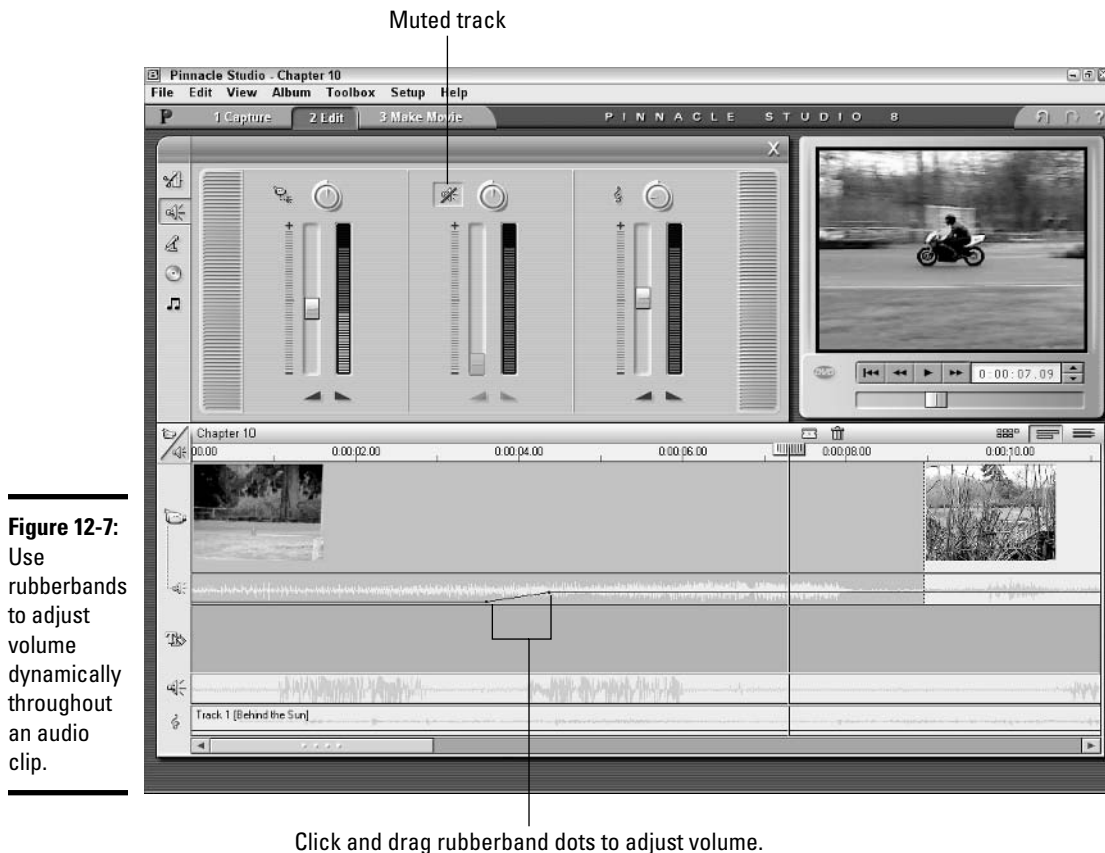 Muted track
Pinnacle Studio - Chapter 10
File Edit View Album Toolbox Setup Help
P 1 Capture 2 Edit 3 Make Movie PINNACLE STUDIO 8 ?
X
+ + +
- - -
DVD 0:00:07.09
Chapter 10
00.00 0:00:02.00 0:00:04.00 0:00:06.00 0:00:08.00 0:00:10.00
Track 1 [Behind the Sun]
Figure 12-7:
Use
rubberbands
to adjust
volume
dynamically
throughout
an audio
clip.
Click and drag rubberband dots to adjust volume.